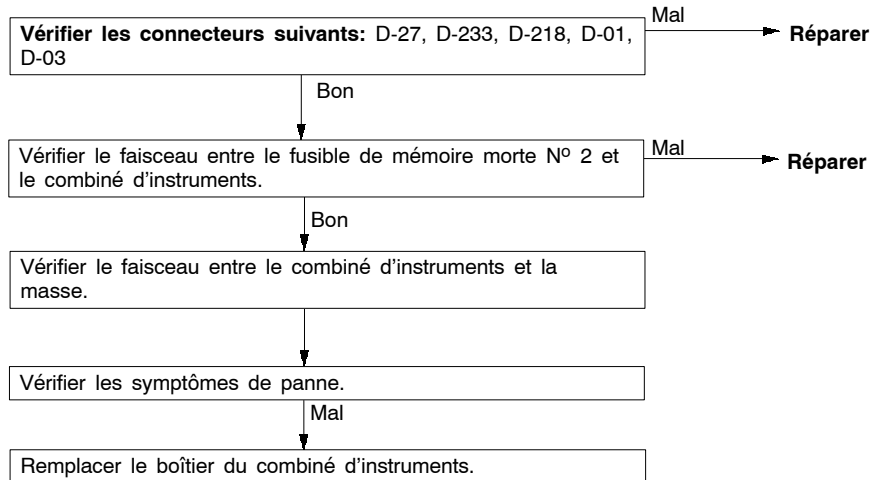 Vérifier les connecteurs suivants: D-27, D-233, D-218, D-01,
D-03
Mal
Réparer
Bon
Vérifier le faisceau entre le fusible de mémoire morte Nº 2 et
le combiné d'instruments.
Mal
Réparer
Bon
Vérifier le faisceau entre le combiné d'instruments et la
masse.
Vérifier les symptômes de panne.
Mal
Remplacer le boîtier du combiné d'instruments.